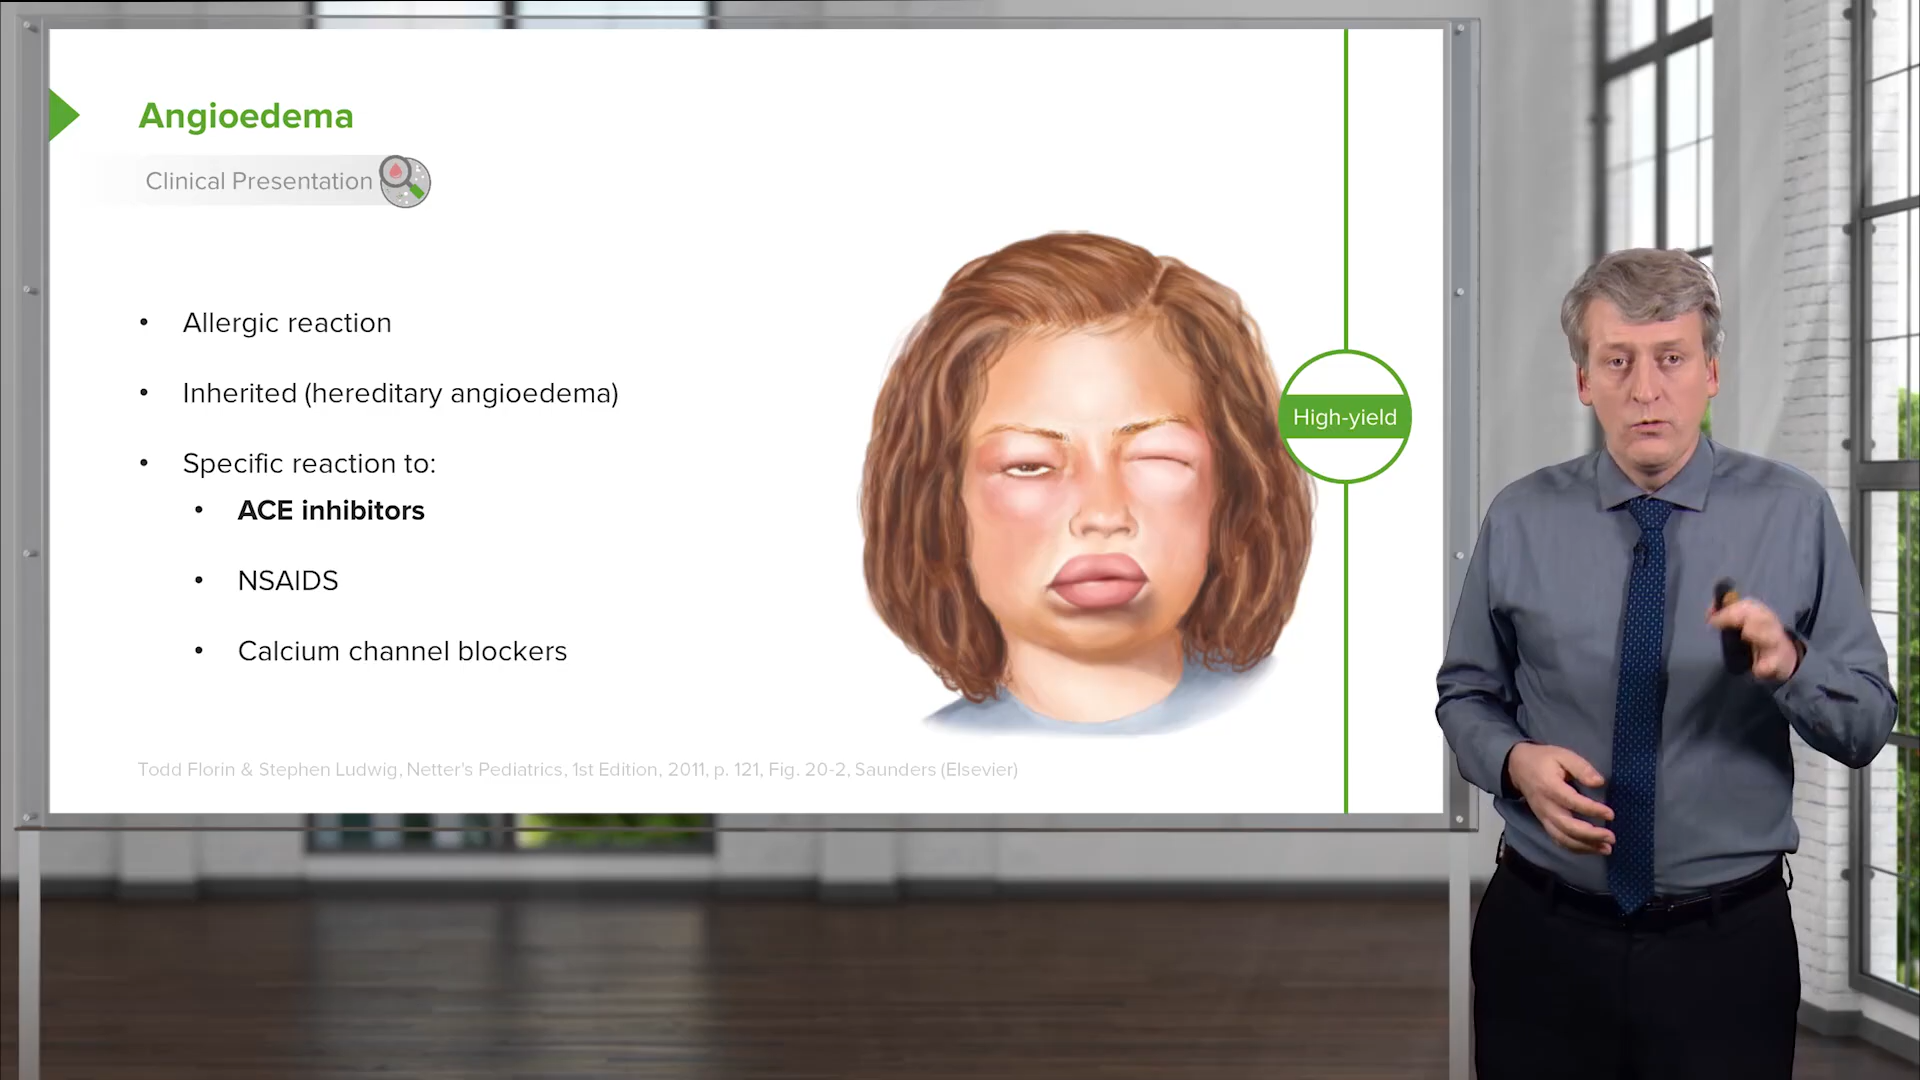 Angioedema
Clinical Presentation
• Allergic reaction
• Inherited (hereditary angioedema)
• Specific reaction to:
• ACE inhibitors
• NSAIDS
• Calcium channel blockers
High-yield
Todd Florin & Stephen Ludwig, Netter's Pediatrics, 1st Edition, 2011, p. 121, Fig. 20-2, Saunders (Elsevier)